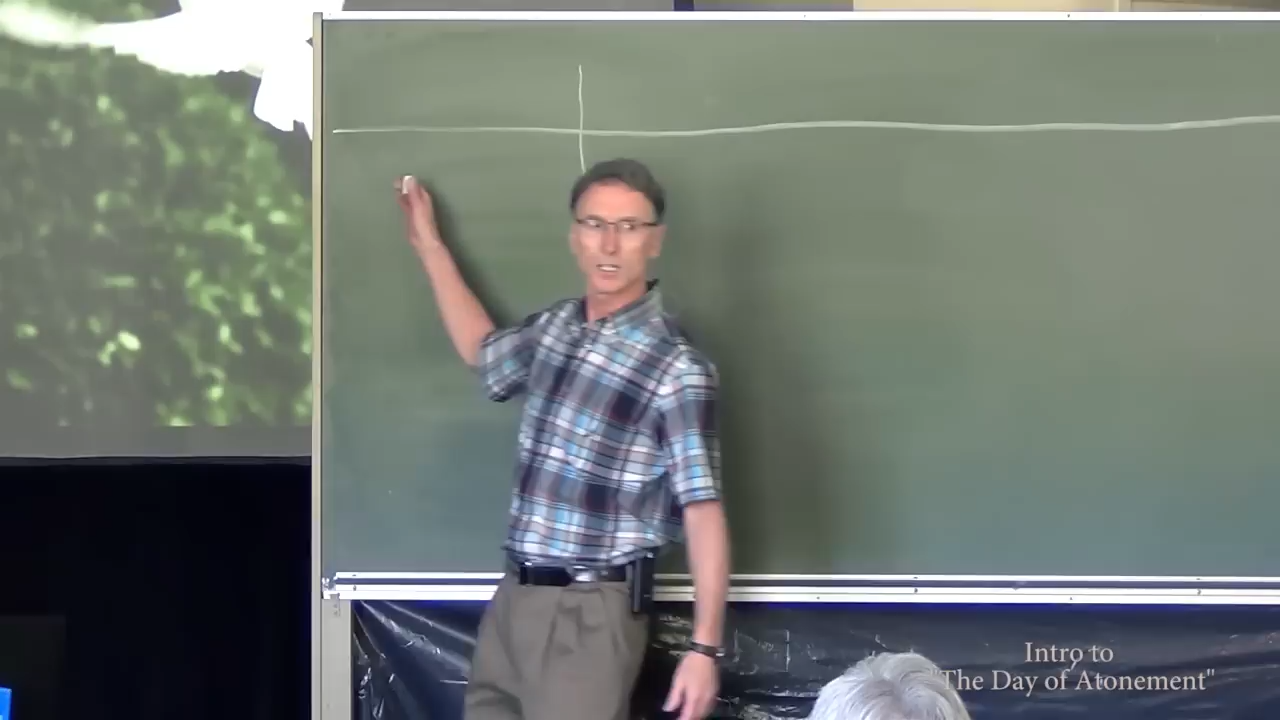 Intro to
"The Day of Atonement"